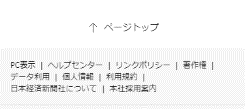 ↑ ページトップ
PC表示 | ヘルプセンター | リンクポリシー | 著作権 |
データ利用 | 個人情報 | 利用規約 |
日本経済新聞社について | 本社採用案内